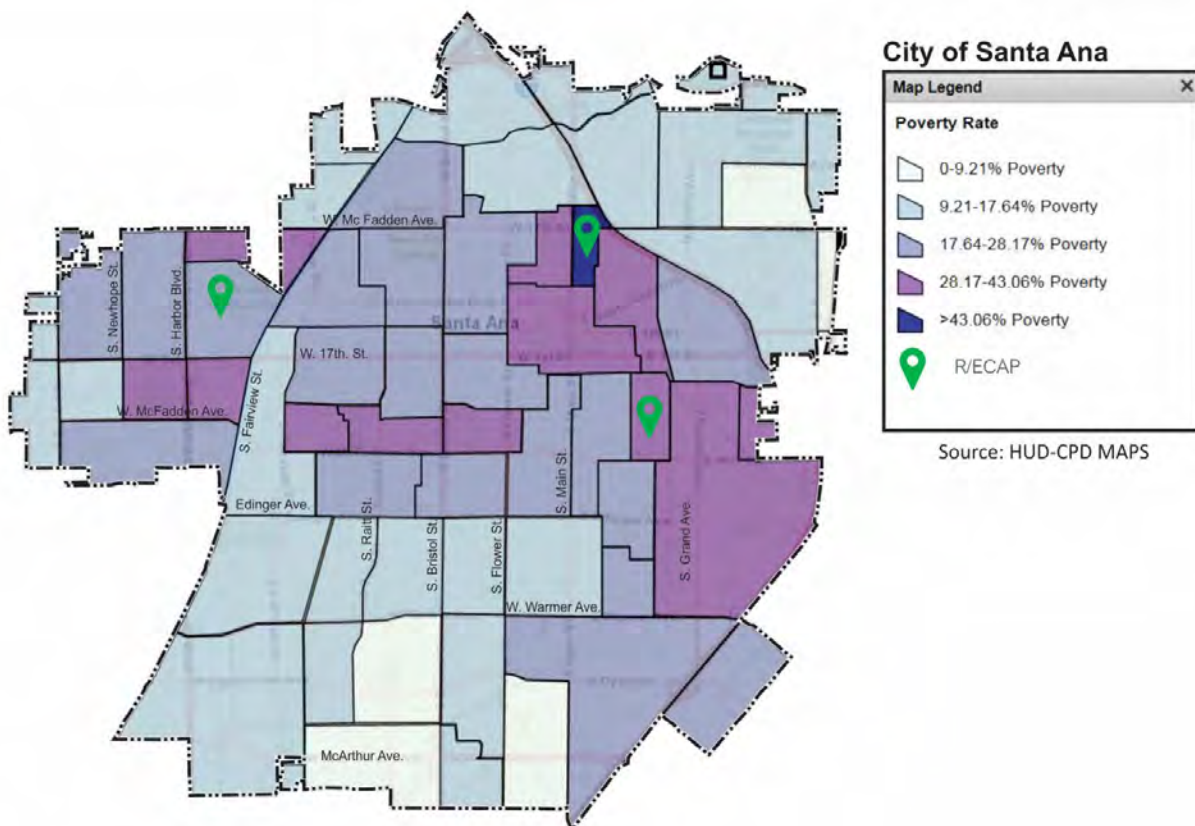 City of Santa Ana
Map Legend
×
Poverty Rate
0-9.21% Poverty
9.21-17.64% Poverty
17.64-28.17% Poverty
28.17-43.06% Poverty
>43.06% Poverty
R/ECAP
Source: HUD-CPD MAPS
W. Mc Fadden Ave.
S. Newhope St.
S. Harbor Blvd.
Santa Ana
W. 17th. St.
W. McFadden Ave.
S. Fairview St.
Edinger Ave.
S. Raitt St.
S. Bristol St.
S. Flower St.
S. Main St.
S. Grand Ave.
W. Warmer Ave.
McArthur Ave.